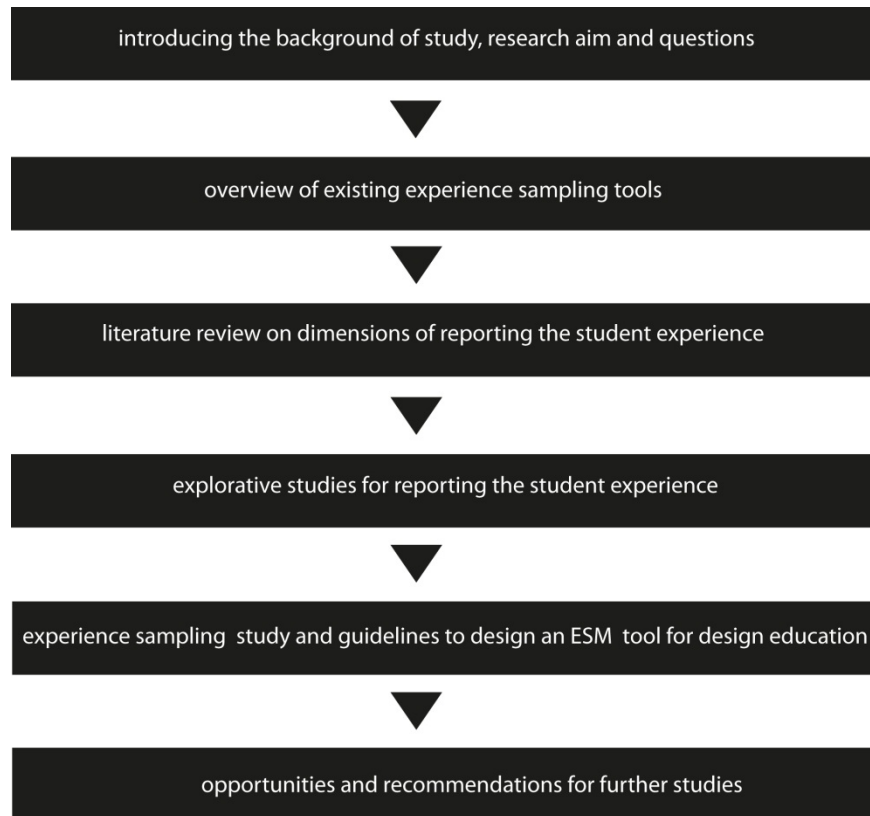 introducing the background of study, research aim and questions
overview of existing experience sampling tools
literature review on dimensions of reporting the student experience
explorative studies for reporting the student experience
experience sampling study and guidelines to design an ESM tool for design education
opportunities and recommendations for further studies